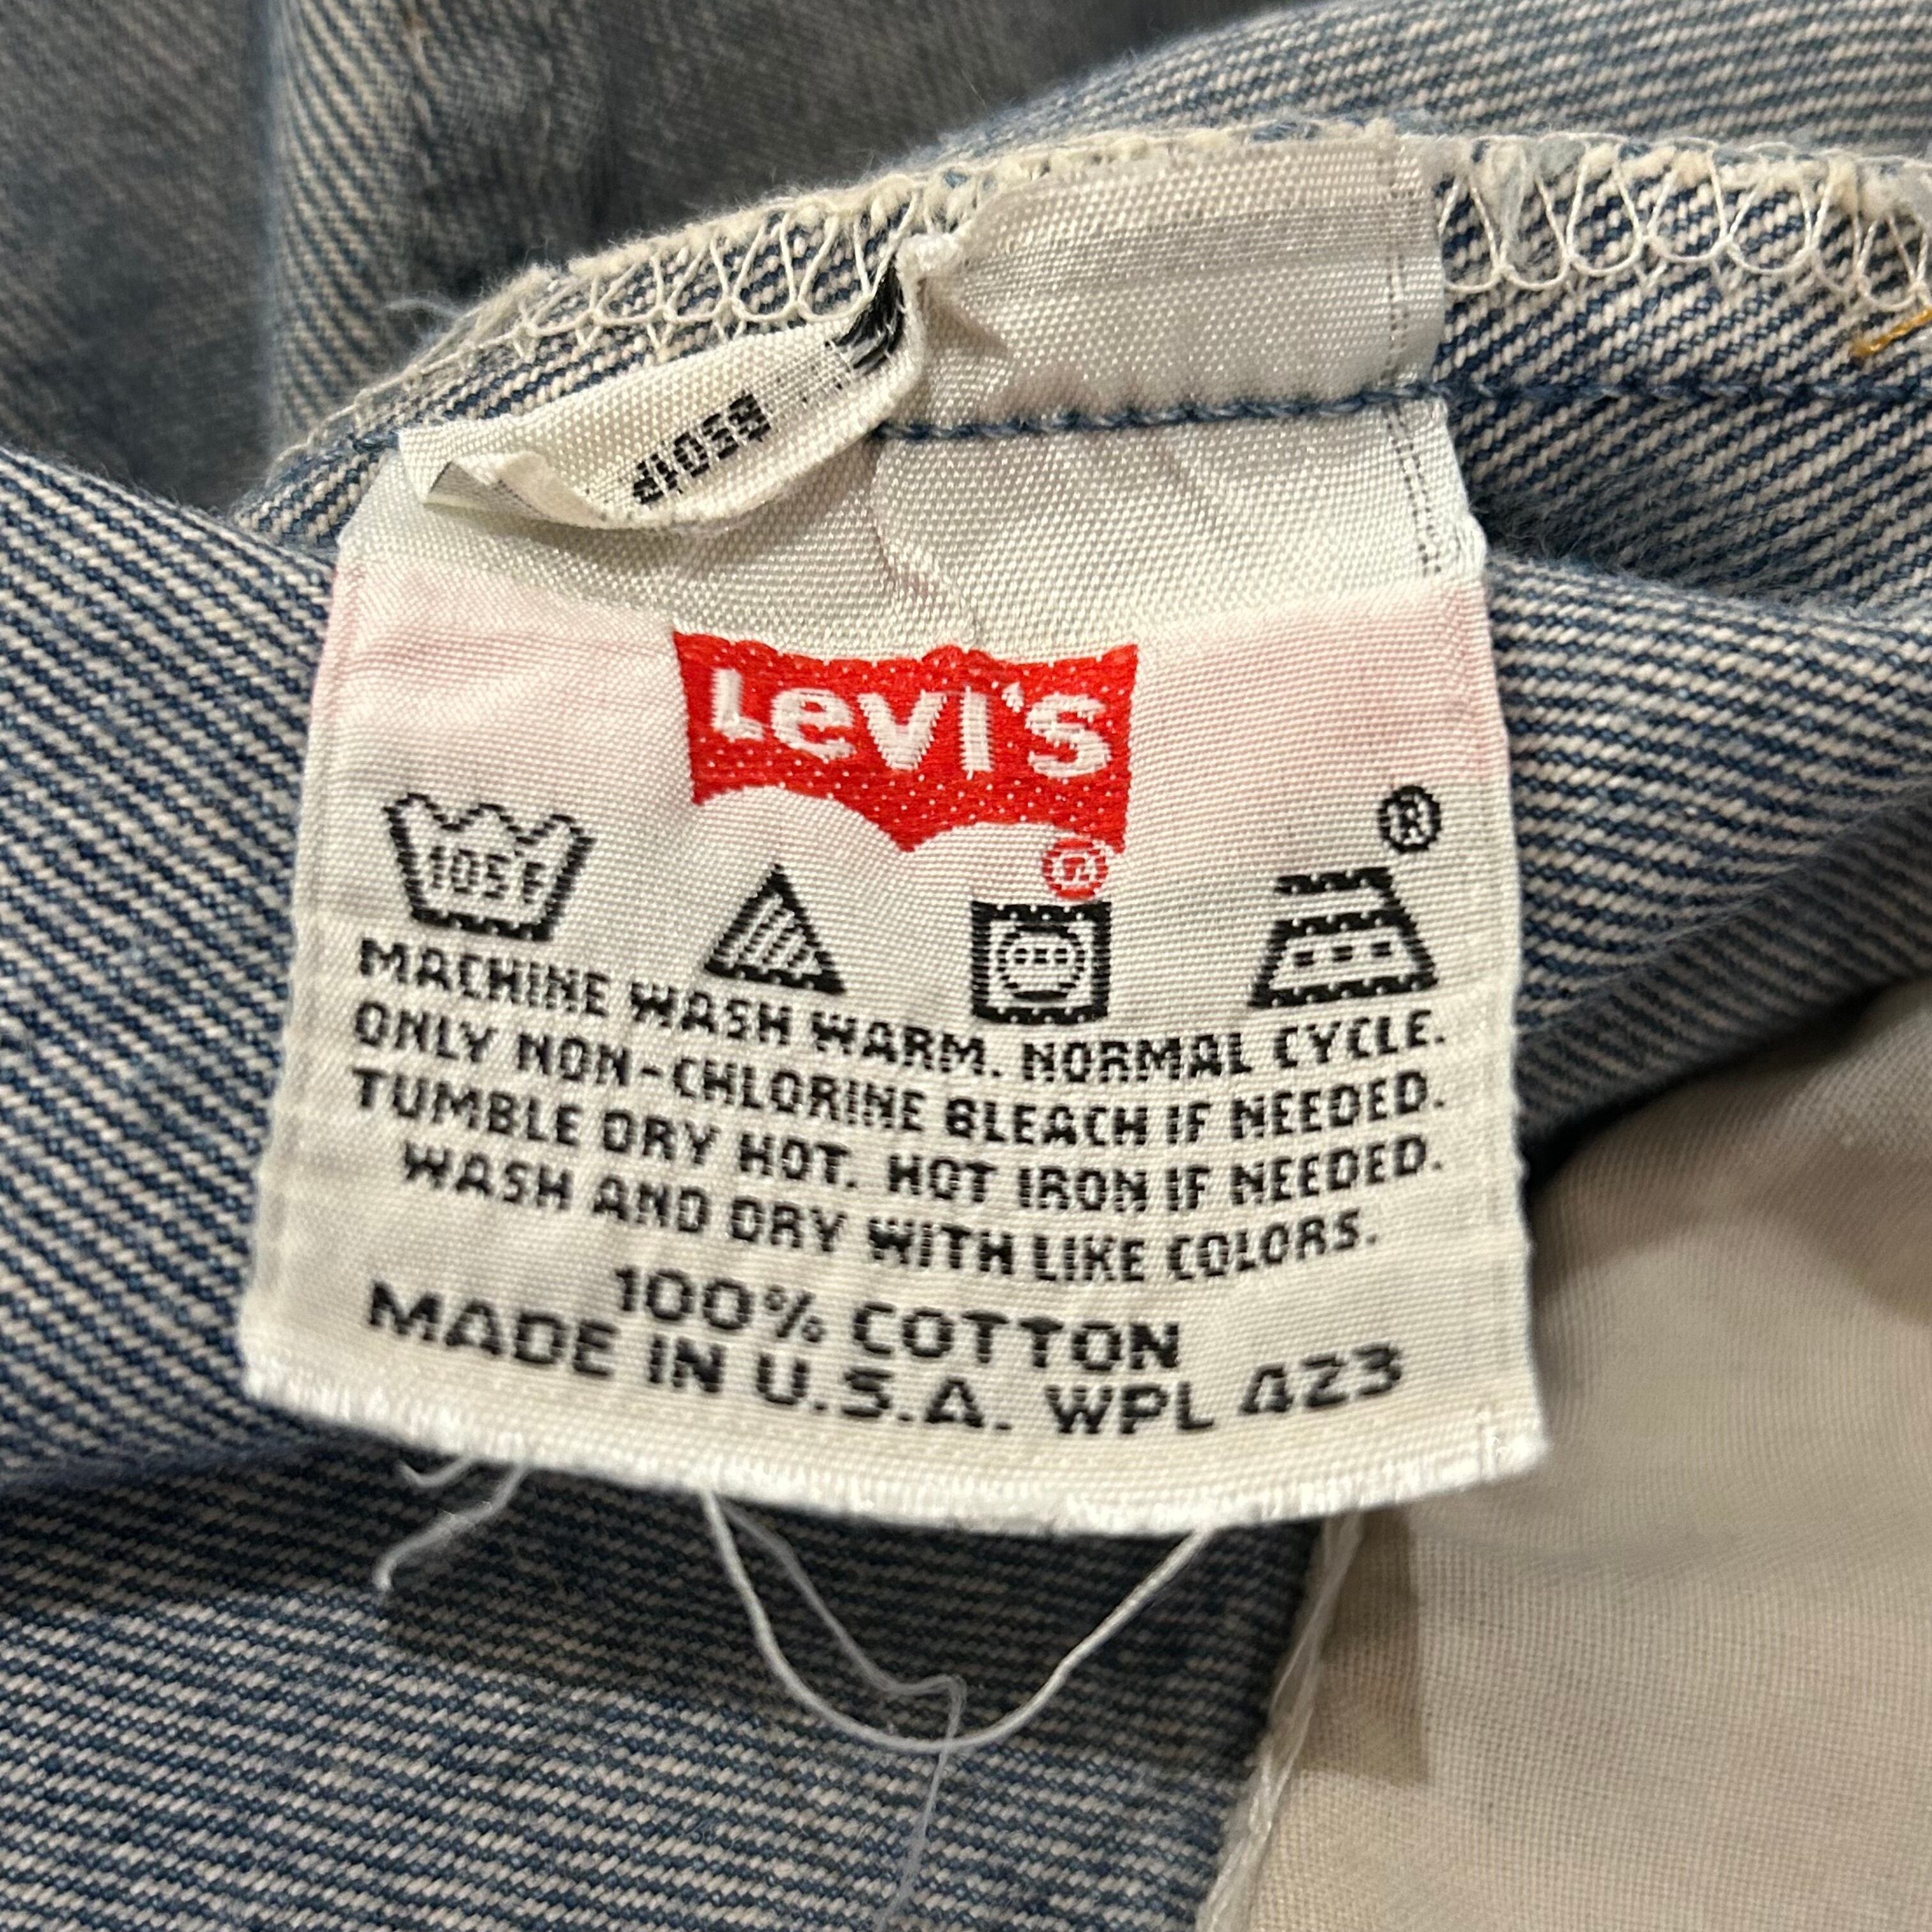 Levi's
®
®
105°F
MACHINE WASH WARM. NORMAL CYCLE.
ONLY NON-CHLORINE BLEACH IF NEEDED.
TUMBLE DRY HOT. HOT IRON IF NEEDED.
WASH AND DRY WITH LIKE COLORS.
100% COTTON
MADE IN U.S.A. WPL 423